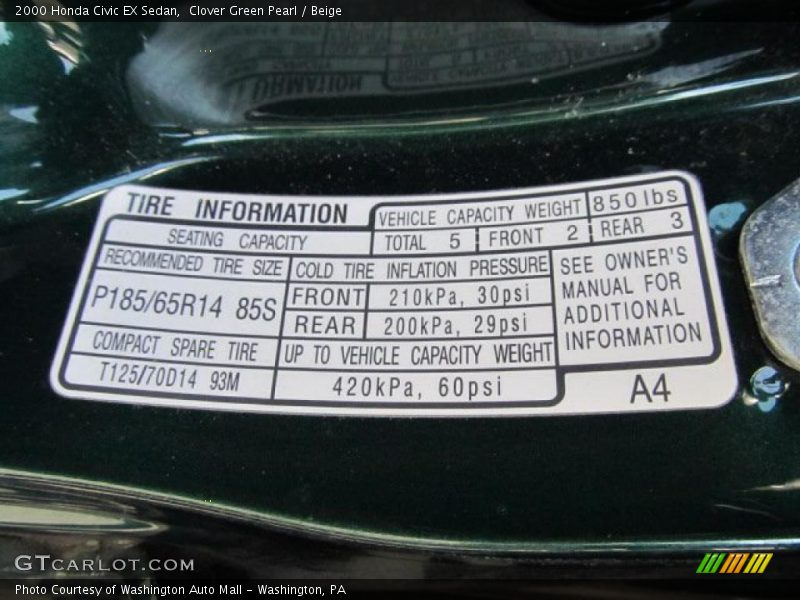 2000 Honda Civic EX Sedan,  Clover Green Pearl / Beige
TIRE INFORMATION
VEHICLE CAPACITY WEIGHT 850lbs
SEATING CAPACITY TOTAL 5 FRONT 2 REAR 3
RECOMMENDED TIRE SIZE
P185/65R14 85S
COLD TIRE INFLATION PRESSURE
FRONT 210kPa, 30psi
REAR 200kPa, 29psi
SEE OWNER'S
MANUAL FOR
ADDITIONAL
INFORMATION
COMPACT SPARE TIRE
T125/70D14 93M
UP TO VEHICLE CAPACITY WEIGHT
420kPa, 60psi
A4
GTCARLOT.COM
Photo Courtesy of Washington Auto Mall - Washington, PA